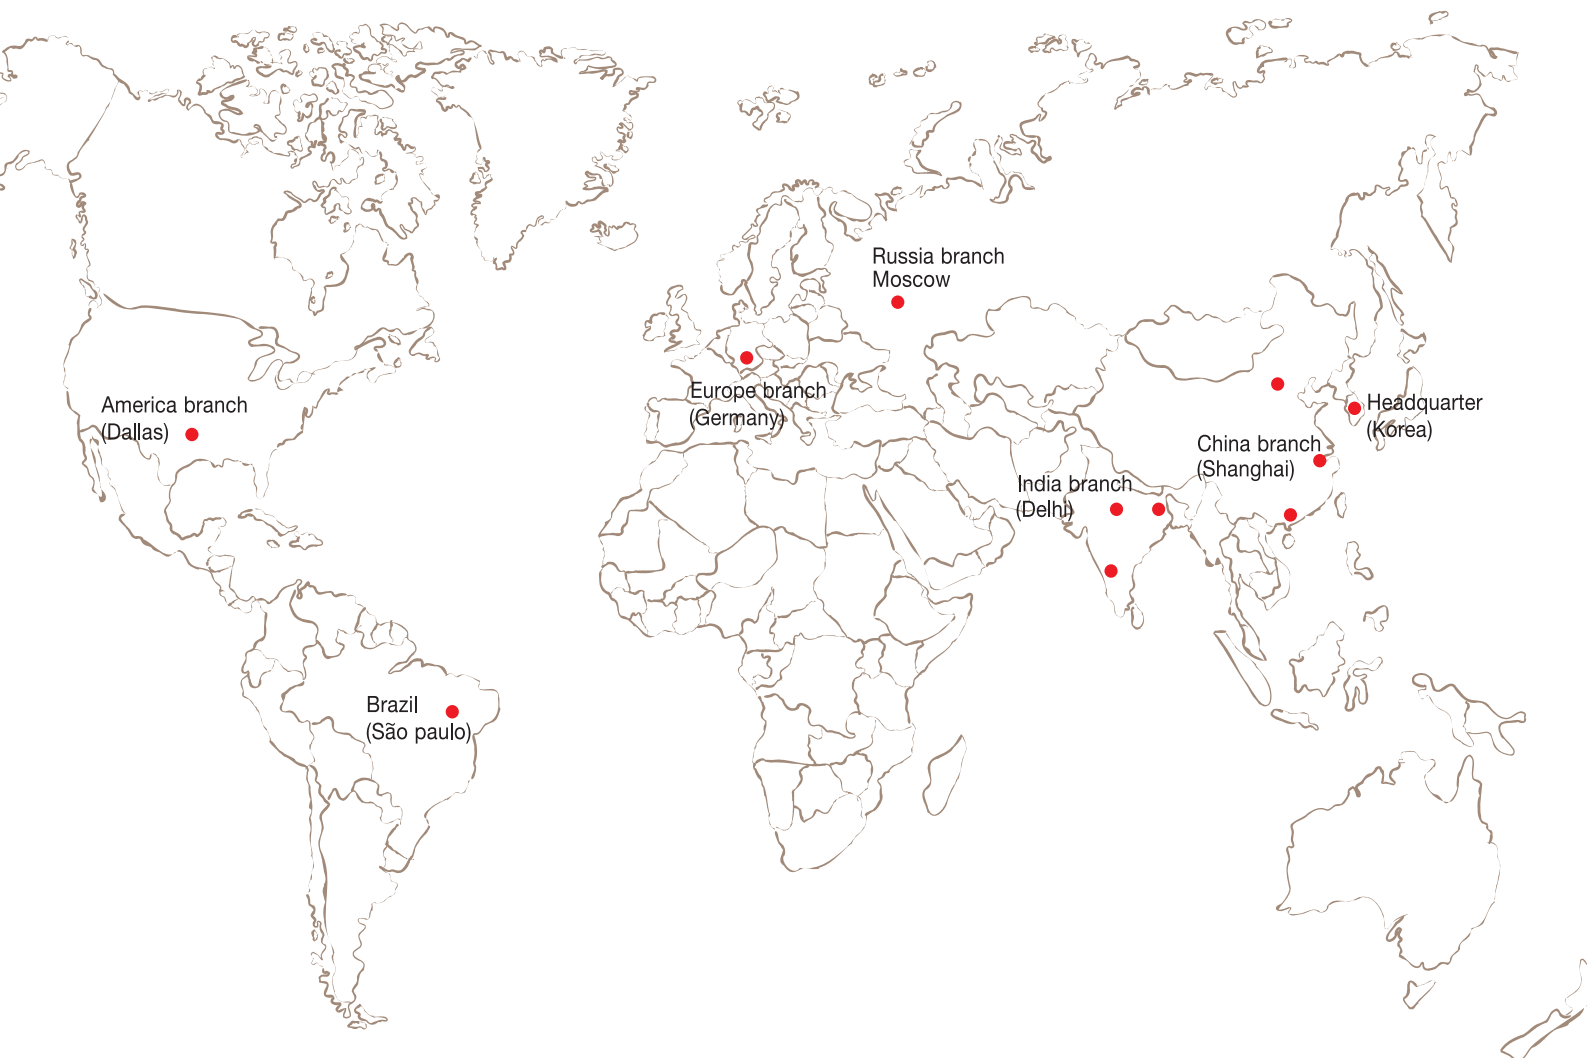 Russia branch
Moscow
Europe branch
(Germany)
America branch
(Dallas)
Headquarter
(Korea)
China branch
(Shanghai)
India branch
(Delhi)
Brazil
(São paulo)